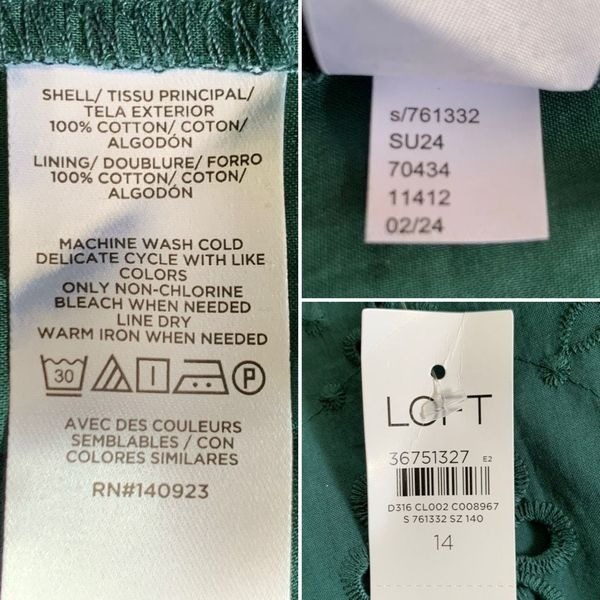 SHELL/ TISSU PRINCIPAL/
TELA EXTERIOR
100% COTTON/ COTON/
ALGODÓN
LINING/ DOUBLURE/ FORRO
100% COTTON/ COTON/
ALGODÓN
MACHINE WASH COLD
DELICATE CYCLE WITH LIKE
COLORS
ONLY NON-CHLORINE
BLEACH WHEN NEEDED
LINE DRY
WARM IRON WHEN NEEDED
30 P
AVEC DES COULEURS
SEMBLABLES / CON
COLORES SIMILARES
RN#140923
s/761332
SU24
70434
11412
02/24
LOFT
36751327 E2
D316 CL002 C008967
S 761332 SZ 140
14